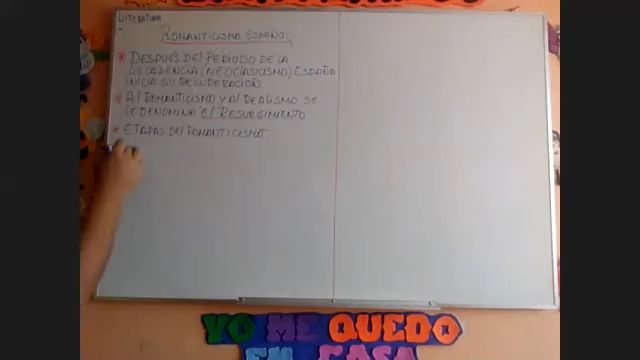 LITERATURA
ROMANTICISMO ESPAÑOL
* DESPUÉS DEL PERIODO DE LA
DECADENCIA (NEOCLASICISMO) ESPAÑA
INICIA SU RECUPERACIÓN
* Al ROMANTICISMO y Al REALISMO SE
LE DENOMINA "El RESURGIMIENTO"
* ETAPAS DEl ROMANTICISMO:
YO ME QUEDO
EN CASA